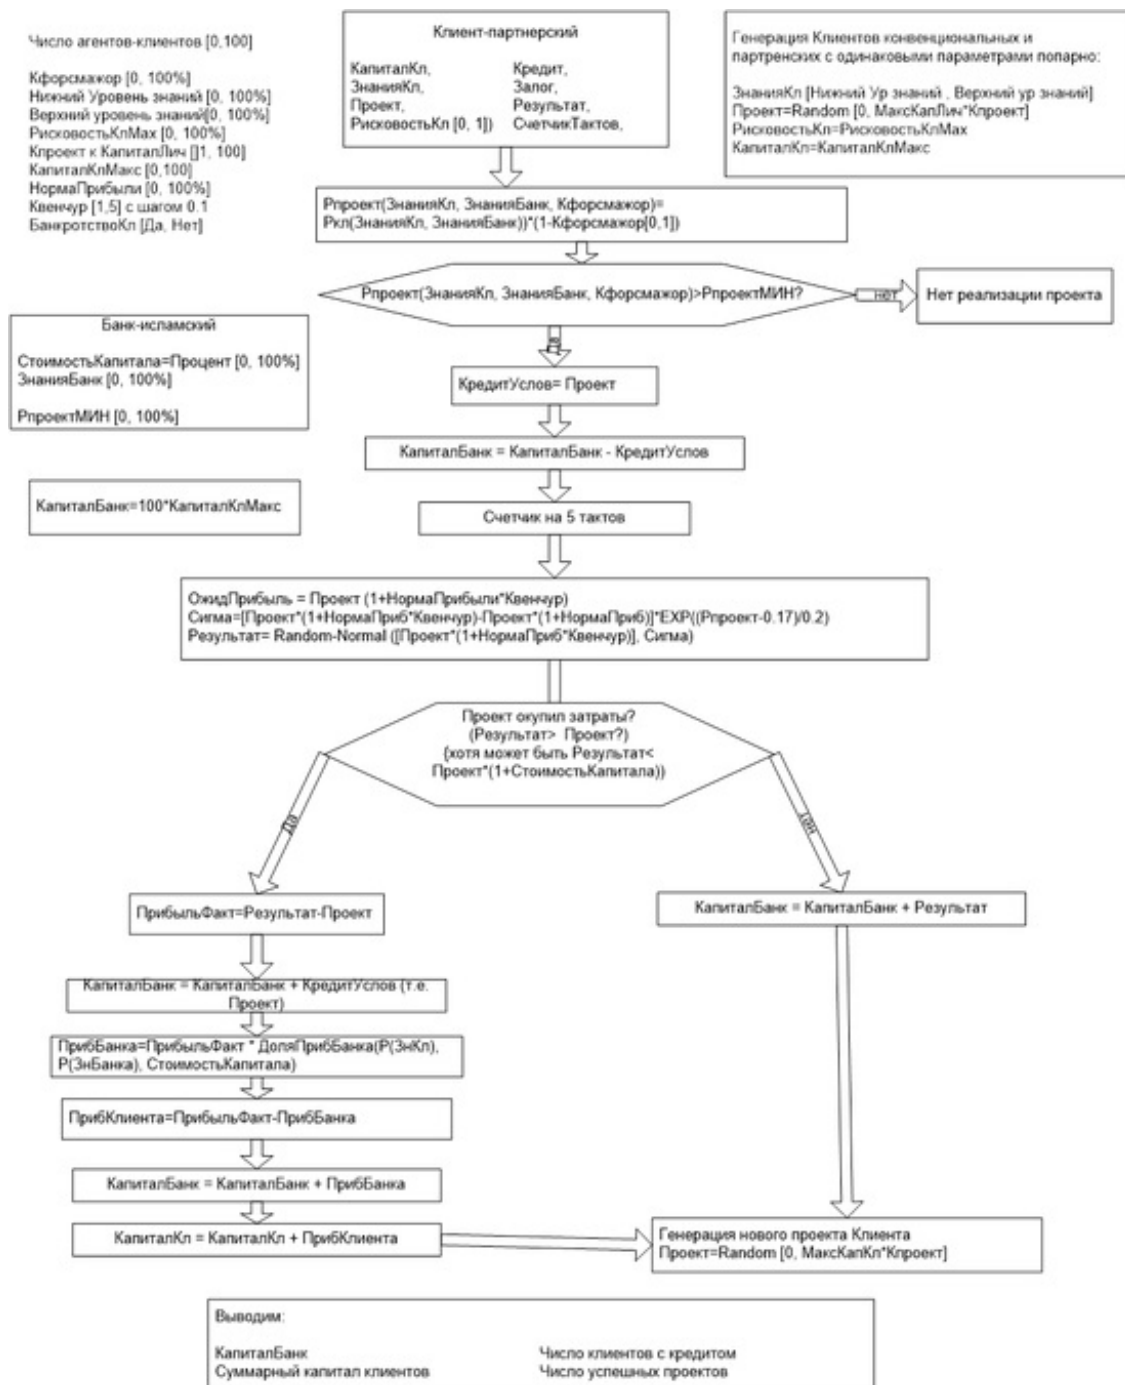 Число агентов-клиентов [0,100]
Кфорсмажор [0, 100%]
Нижний Уровень знаний [0, 100%]
Верхний уровень знаний[0, 100%]
РисковостьКлMax [0, 100%]
Кпроект к КапиталЛич []1, 100]
КапиталКлМакс [0,100]
НормаПрибыли [0, 100%]
Квенчур [1,5] с шагом 0.1
БанкротствоКл [Да, Нет]
Клиент-партнерский
КапиталКл, Кредит,
ЗнанияКл, Залог,
Проект, Результат,
РисковостьКл [0, 1]) СчетчикТактов,
Генерация Клиентов конвенциональных и
партренских с одинаковыми параметрами попарно:
ЗнанияКл [Нижний Ур знаний , Верхний ур знаний]
Проект=Random [0, МаксКапЛич*Кпроект]
РисковостьКл=РисковостьКлMax
КапиталКл=КапиталКлМакс
Рпроект(ЗнанияКл, ЗнанияБанк, Кфорсмажор)=
Ркл(ЗнанияКл, ЗнанияБанк))*(1-Кфорсмажор[0,1])
Рпроект(ЗнанияКл, ЗнанияБанк, Кфорсмажор)>РпроектМИН?
нет
Нет реализации проекта
Да
Банк-исламский
СтоимостьКапитала=Процент [0, 100%]
ЗнанияБанк [0, 100%]
РпроектМИН [0, 100%]
КредитУслов= Проект
КапиталБанк = КапиталБанк - КредитУслов
КапиталБанк=100*КапиталКлМакс
Счетчик на 5 тактов
ОжидПрибыль = Проект (1+НормаПрибыли*Квенчур)
Сигма=[Проект*(1+НормаПриб*Квенчур)-Проект*(1+НормаПриб)]*EXP((Рпроект-0.17)/0.2)
Результат= Random-Normal ([Проект*(1+НормаПриб*Квенчур)], Сигма)
Проект окупил затраты?
(Результат> Проект?)
(хотя может быть Результат<
Проект*(1+СтоимостьКапитала))
Да
нет
ПрибыльФакт=Результат-Проект
КапиталБанк = КапиталБанк + Результат
КапиталБанк = КапиталБанк + КредитУслов (т.е.
Проект)
ПрибБанка=ПрибыльФакт * ДоляПрибБанка(Р(ЗнКл),
Р(ЗнБанка), СтоимостьКапитала)
ПрибКлиента=ПрибыльФакт-ПрибБанка
КапиталБанк = КапиталБанк + ПрибБанка
КапиталКл = КапиталКл + ПрибКлиента
Генерация нового проекта Клиента
Проект=Random [0, МаксКапКл*Кпроект]
Выводим:
КапиталБанк Число клиентов с кредитом
Суммарный капитал клиентов Число успешных проектов